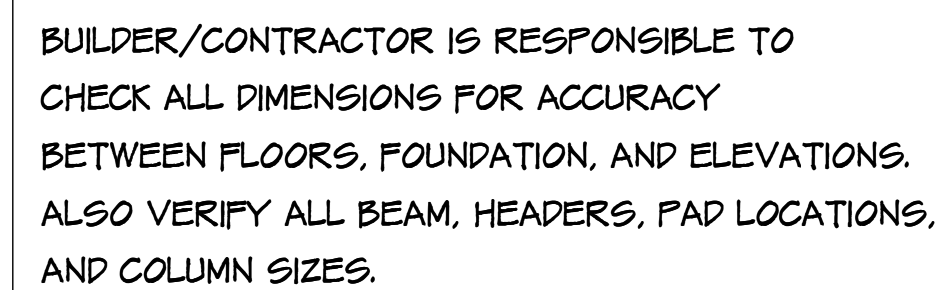 BUILDER/CONTRACTOR IS RESPONSIBLE TO
CHECK ALL DIMENSIONS FOR ACCURACY
BETWEEN FLOORS, FOUNDATION, AND ELEVATIONS.
ALSO VERIFY ALL BEAM, HEADERS, PAD LOCATIONS,
AND COLUMN SIZES.